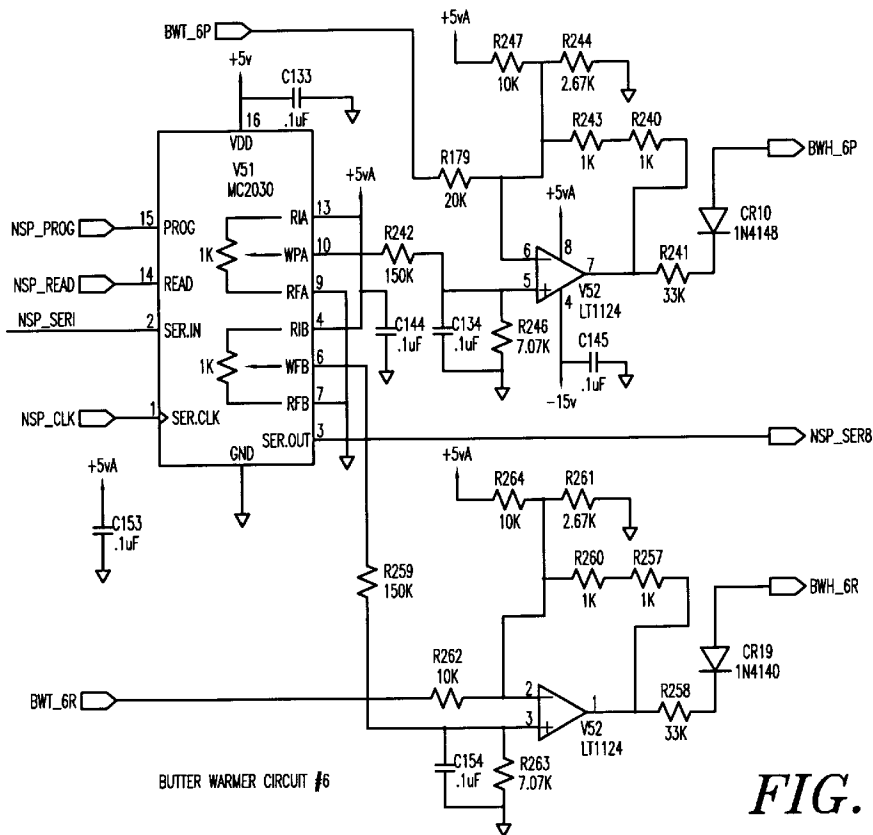 BWT_6P
+5vA
R247
10K
R244
2.67K
+5v
C133
.1uF
16
VDD
V51
MC2030
R243
1K
R240
1K
R179
20K
BWH_6P
+5vA
+5vA
CR10
1N4148
NSP_PROG
15
PROG
1K
RIA
13
WPA
10
R242
150K
6
8
7
5
4
V52
LT1124
R241
33K
NSP_READ
14
READ
RFA
9
NSP_SERI
2
SER.IN
RIB
4
C144
.1uF
C134
.1uF
R246
7.07K
C145
.1uF
-15v
1K
WFB
6
RFB
7
NSP_CLK
1
SER.CLK
SER.OUT
3
NSP_SER8
GND
+5vA
C153
.1uF
+5vA
R264
10K
R261
2.67K
R260
1K
R257
1K
R259
150K
BWH_6R
CR19
1N4140
R262
10K
BWT_6R
2
3
1
V52
LT1124
R258
33K
C154
.1uF
R263
7.07K
BUTTER WARMER CIRCUIT #6
FIG.